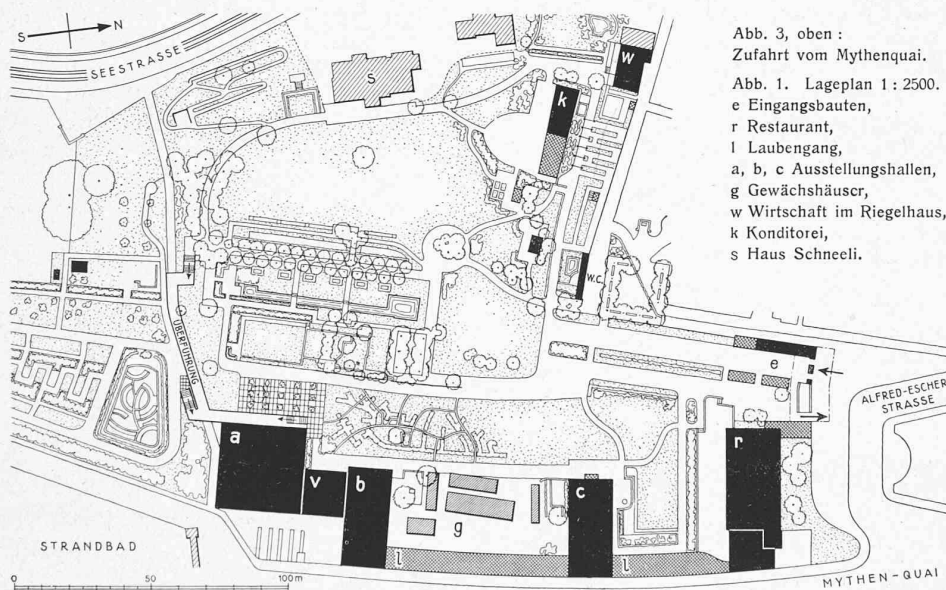 Abb. 3, oben :
Zufahrt vom Mythenquai.
Abb. 1. Lageplan 1 : 2500.
e Eingangsbauten,
r Restaurant,
l Laubengang,
a, b, c Ausstellungshallen,
g Gewächshäuser,
w Wirtschaft im Riegelhaus,
k Konditorei,
s Haus Schneeli.
S N
SEESTRASSE
S
w
k
W.C.
ÜBERFÜHRUNG
e
ALFRED-ESCHER
STRASSE
a
v
b
g
c
r
l
l
STRANDBAD
0 50 100m
MYTHEN-QUAI